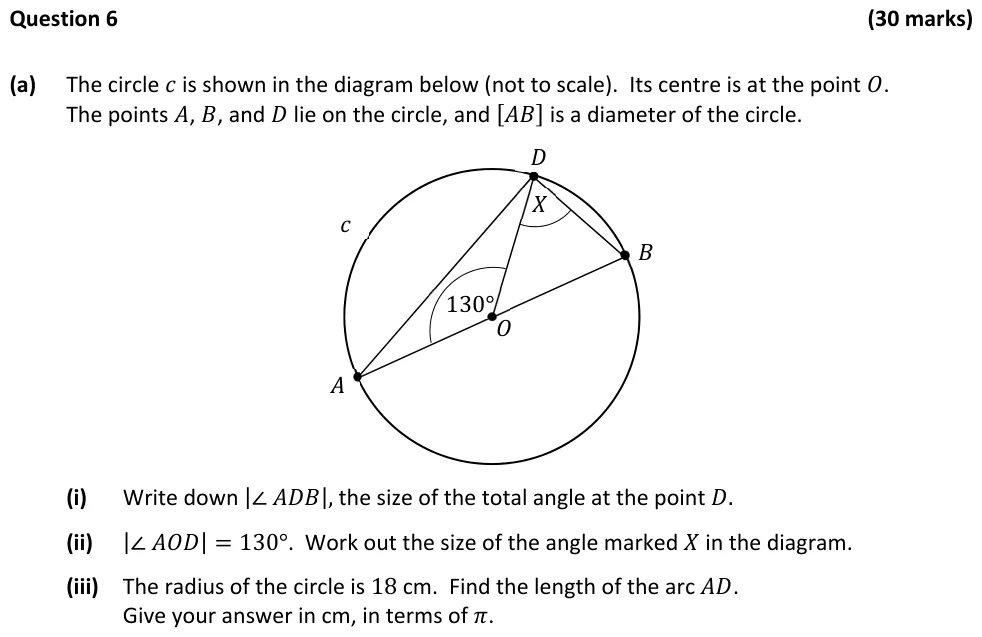 Question 6 (30 marks)
(a) The circle c is shown in the diagram below (not to scale). Its centre is at the point O.
The points A, B, and D lie on the circle, and [AB] is a diameter of the circle.
D
X
c
B
130°
O
A
(i) Write down |∠ ADB|, the size of the total angle at the point D.
(ii) |∠ AOD| = 130°. Work out the size of the angle marked X in the diagram.
(iii) The radius of the circle is 18 cm. Find the length of the arc AD.
Give your answer in cm, in terms of π.